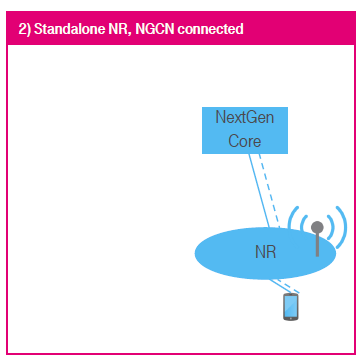 2) Standalone NR, NGCN connected
NextGen
Core
NR